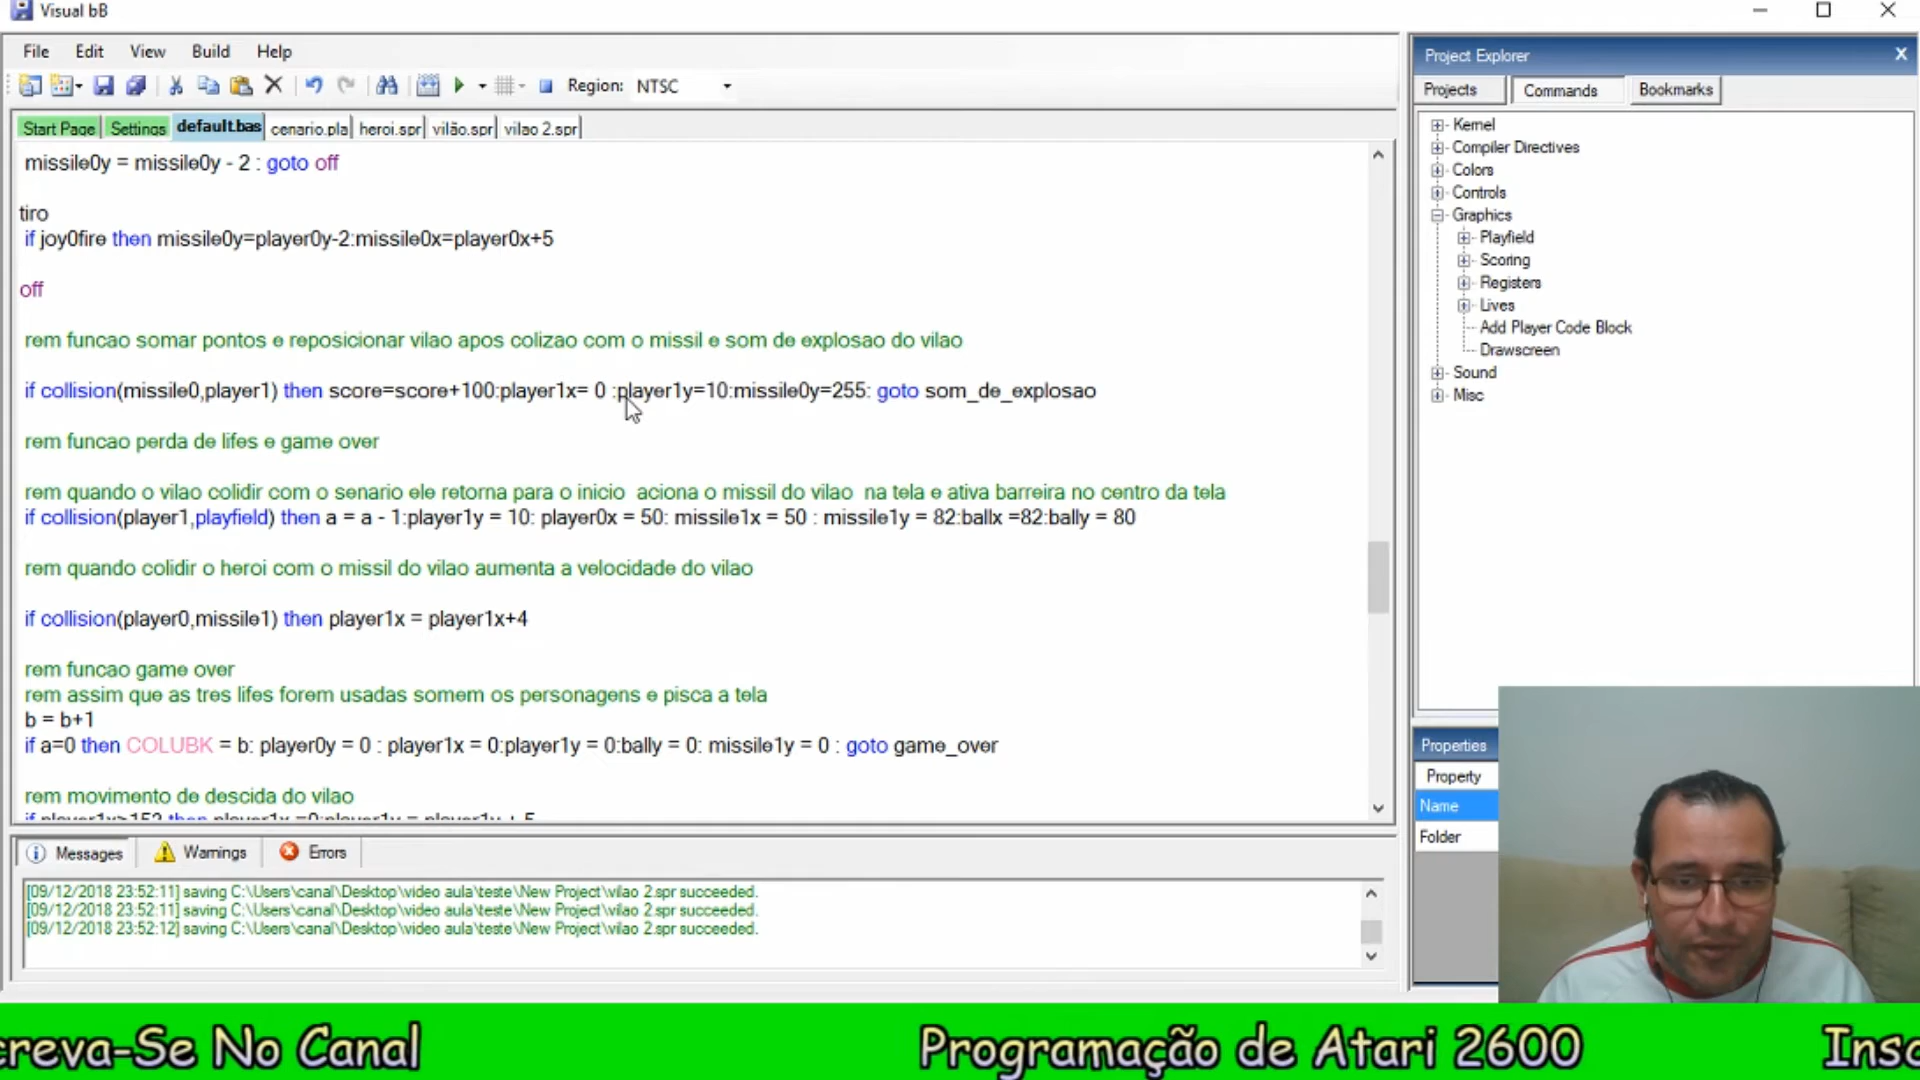 Visual bB
File Edit View Build Help
Region: NTSC
Start Page Settings default.bas cenario.pla heroi.spr vilão.spr vilao 2.spr
missile0y = missile0y - 2 : goto off
tiro
if joy0fire then missile0y=player0y-2:missile0x=player0x+5
off
rem funcao somar pontos e reposicionar vilao apos colizao com o missil e som de explosao do vilao
if collision(missile0,player1) then score=score+100:player1x= 0 :player1y=10:missile0y=255: goto som_de_explosao
rem funcao perda de lifes e game over
rem quando o vilao colidir com o senario ele retorna para o inicio aciona o missil do vilao na tela e ativa barreira no centro da tela
if collision(player1,playfield) then a = a - 1:player1y = 10: player0x = 50: missile1x = 50 : missile1y = 82:ballx =82:bally = 80
rem quando colidir o heroi com o missil do vilao aumenta a velocidade do vilao
if collision(player0,missile1) then player1x = player1x+4
rem funcao game over
rem assim que as tres lifes forem usadas somem os personagens e pisca a tela
b = b+1
if a=0 then COLUBK = b: player0y = 0 : player1x = 0:player1y = 0:bally = 0: missile1y = 0 : goto game_over
rem movimento de descida do vilao
if player1x>152 then player1x =0:player1y = player1y + 5
Messages Warnings Errors
[09/12/2018 23:52:11] saving C:\Users\canal\Desktop\video aula\teste\New Project\vilao 2.spr succeeded.
[09/12/2018 23:52:11] saving C:\Users\canal\Desktop\video aula\teste\New Project\vilao 2.spr succeeded.
[09/12/2018 23:52:12] saving C:\Users\canal\Desktop\video aula\teste\New Project\vilao 2.spr succeeded.
Project Explorer X
Projects Commands Bookmarks
Kernel
Compiler Directives
Colors
Controls
Graphics
Playfield
Scoring
Registers
Lives
Add Player Code Block
Drawscreen
Sound
Misc
Properties
Property
Name
Folder
creva-Se No Canal Programação de Atari 2600 Insc